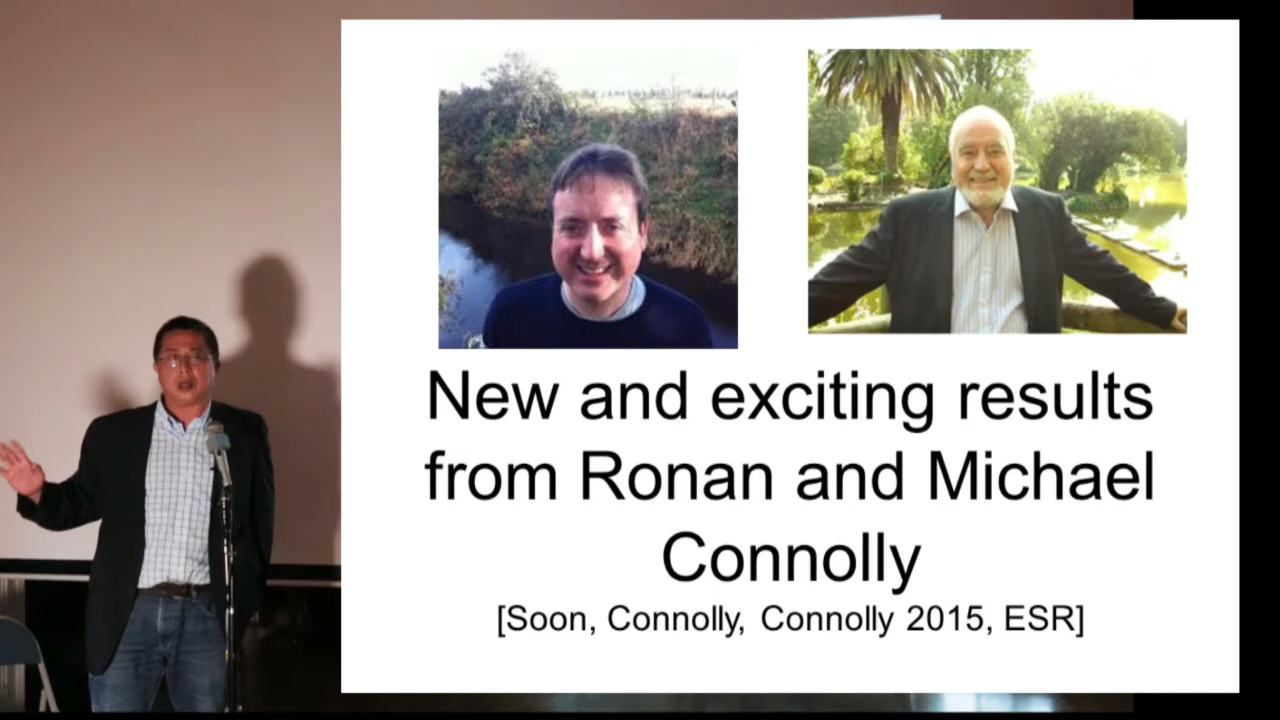 New and exciting results
from Ronan and Michael
Connolly
[Soon, Connolly, Connolly 2015, ESR]